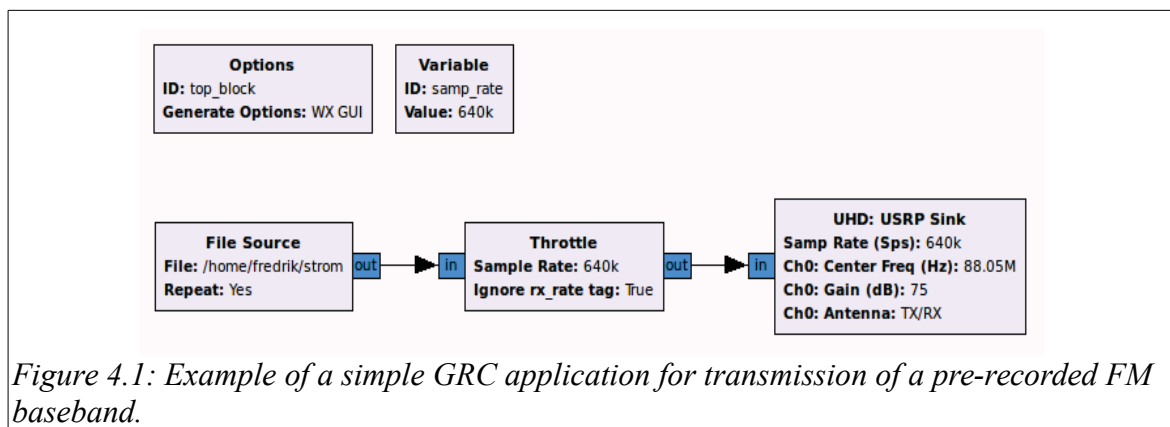 Options
ID: top_block
Generate Options: WX GUI
Variable
ID: samp_rate
Value: 640k
File Source
File: /home/fredrik/strom
Repeat: Yes
out
in
Throttle
Sample Rate: 640k
Ignore rx_rate tag: True
out
in
UHD: USRP Sink
Samp Rate (Sps): 640k
Ch0: Center Freq (Hz): 88.05M
Ch0: Gain (dB): 75
Ch0: Antenna: TX/RX
Figure 4.1: Example of a simple GRC application for transmission of a pre-recorded FM
baseband.